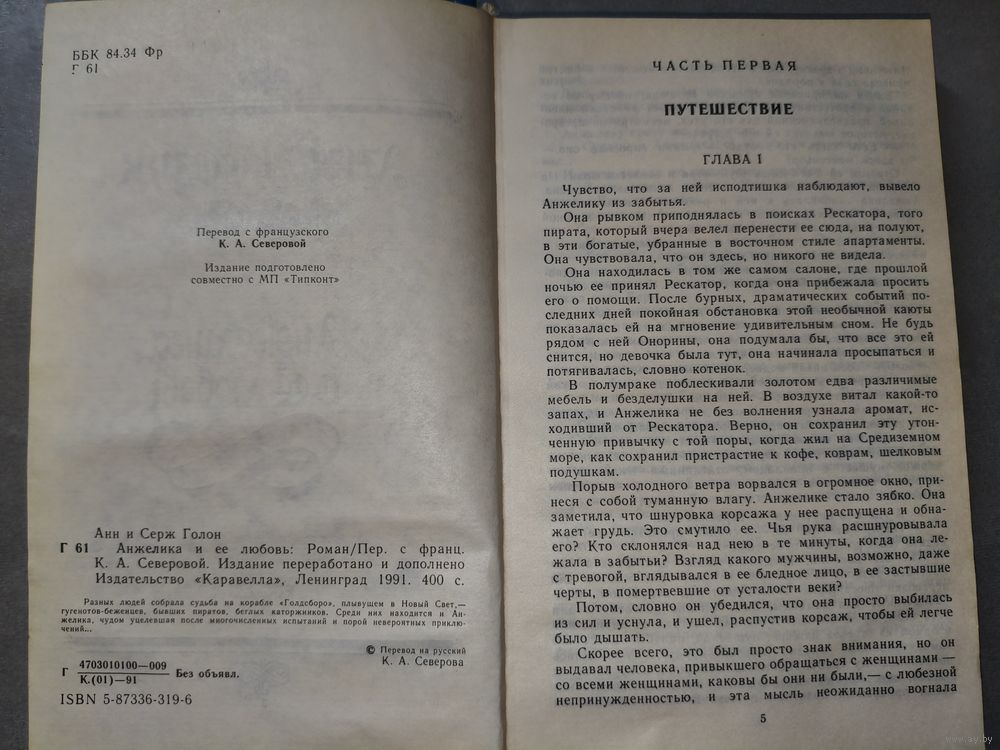 ББК 84.34 Фр
Г 61
Перевод с французского
К. А. Северовой
Издание подготовлено
совместно с МП «Типконт»
Анн и Серж Голон
Г 61 Анжелика и ее любовь: Роман/Пер. с франц.
К. А. Северовой. Издание переработано и дополнено
Издательство «Каравелла», Ленинград 1991. 400 с.
Разных людей собрала судьба на корабле «Голдсборо», плывущем в Новый Свет,—
гугенотов-беженцев, бывших пиратов, беглых каторжников. Среди них находится и Ан-
желика, чудом уцелевшая после многочисленных испытаний и порой невероятных приклю-
чений...
© Перевод на русский
К. А. Северова
Г 4703010100—009
К.(01)—91 Без объявл.
ISBN 5-87336-319-6
ЧАСТЬ ПЕРВАЯ
ПУТЕШЕСТВИЕ
ГЛАВА I
Чувство, что за ней исподтишка наблюдают, вывело
Анжелику из забытья.
Она рывком приподнялась в поисках Рескатора, того
пирата, который вчера велел перенести ее сюда, на полуют,
в эти богатые, убранные в восточном стиле апартаменты.
Она чувствовала, что он здесь, но никого не видела.
Она находилась в том же самом салоне, где прошлой
ночью ее принял Рескатор, когда она прибежала просить
его о помощи. После бурных, драматических событий по-
следних дней покойная обстановка этой необычной каюты
показалась ей на мгновение удивительным сном. Не будь
рядом с ней Онорины, она подумала бы, что все это ей
снится, но девочка была тут, она начинала просыпаться и
потягивалась, словно котенок.
В полумраке поблескивали золотом едва различимые
мебель и безделушки на ней. В воздухе витал какой-то
запах, и Анжелика не без волнения узнала аромат, ис-
ходивший от Рескатора. Верно, он сохранил эту утон-
ченную привычку с той поры, когда жил на Средиземном
море, как сохранил пристрастие к кофе, коврам, шелковым
подушкам.
Порыв холодного ветра ворвался в огромное окно, при-
неся с собой туманную влагу. Анжелике стало зябко. Она
заметила, что шнуровка корсажа у нее распущена и обна-
жает грудь. Это смутило ее. Чья рука расшнуровывала
его? Кто склонялся над нею в те минуты, когда она ле-
жала в забытьи? Взгляд какого мужчины, возможно, даже
с тревогой, вглядывался в ее бледное лицо, в ее застывшие
черты, в помертвевшие от усталости веки?
Потом, словно он убедился, что она просто выбилась
из сил и уснула, и ушел, распустив корсаж, чтобы ей легче
было дышать.
Скорее всего, это был просто знак внимания, но он
выдавал человека, привыкшего обращаться с женщинами —
со всеми женщинами, каковы бы они ни были,— с любезной
непринужденностью, и эта мысль неожиданно вогнала
5
www.ay.by